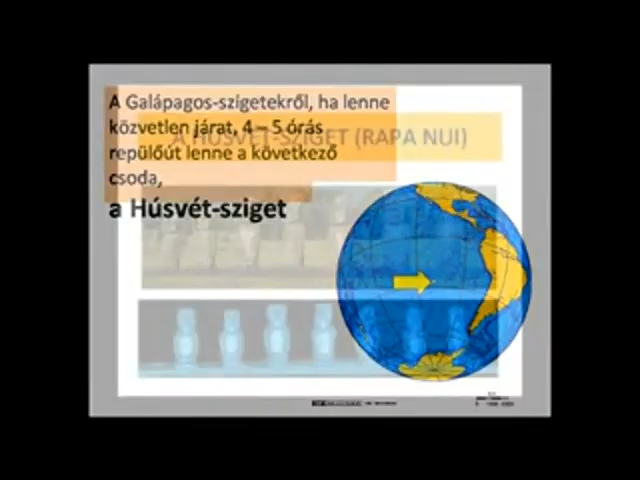 A Galápagos-szigetekről, ha lenne
közvetlen járat, 4 – 5 órás
A HÚSVÉT-SZIGET (RAPA NUI)
repülőút lenne a következő
csoda,
a Húsvét-sziget